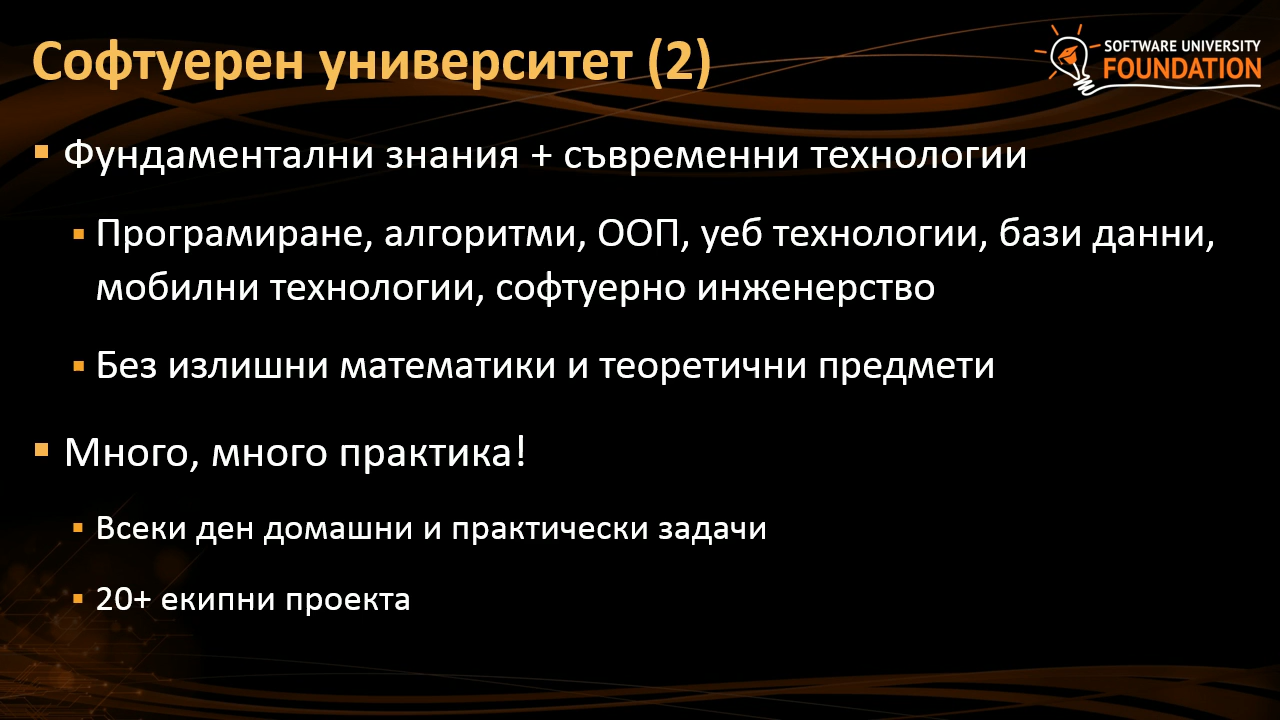 Софтуерен университет (2)
SOFTWARE UNIVERSITY
FOUNDATION
Фундаментални знания + съвременни технологии
Програмиране, алгоритми, ООП, уеб технологии, бази данни,
мобилни технологии, софтуерно инженерство
Без излишни математики и теоретични предмети
Много, много практика!
Всеки ден домашни и практически задачи
20+ екипни проекта